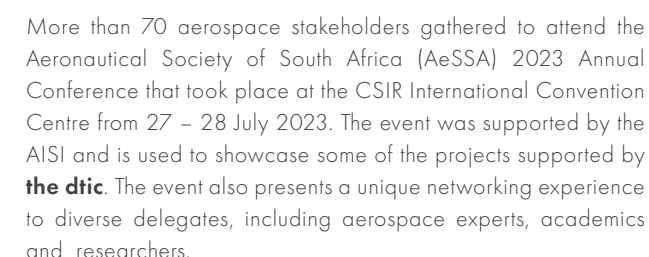 More than 70 aerospace stakeholders gathered to attend the
Aeronautical Society of South Africa (AeSSA) 2023 Annual
Conference that took place at the CSIR International Convention
Centre from 27 – 28 July 2023. The event was supported by the
AISI and is used to showcase some of the projects supported by
the dtic. The event also presents a unique networking experience
to diverse delegates, including aerospace experts, academics
and researchers.